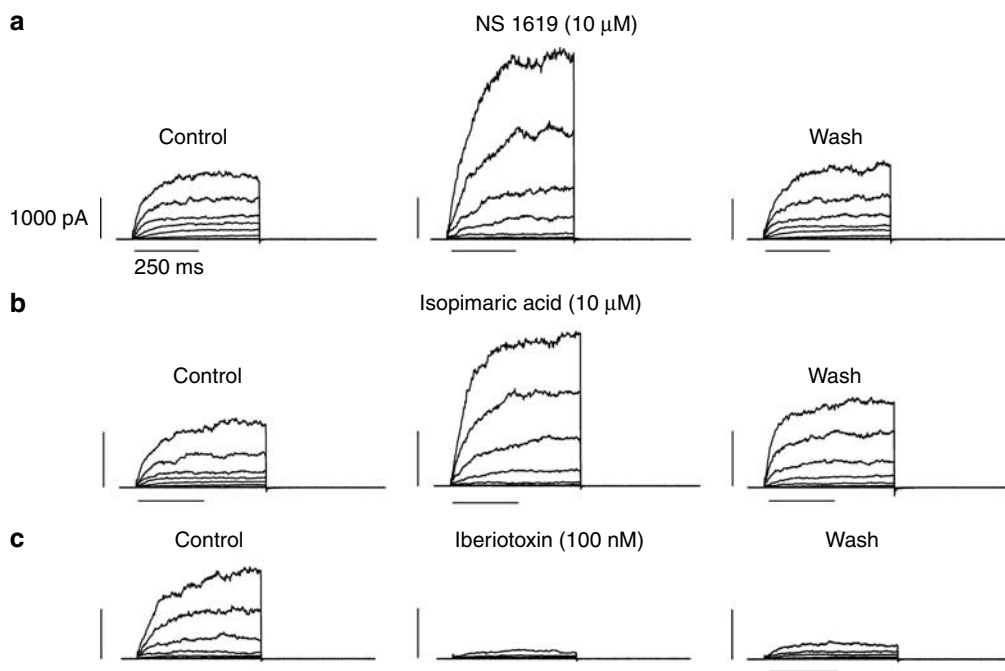 a
NS 1619 (10 μM)
Control
Wash
1000 pA
250 ms
b
Isopimaric acid (10 μM)
Control
Wash
c
Control
Iberiotoxin (100 nM)
Wash